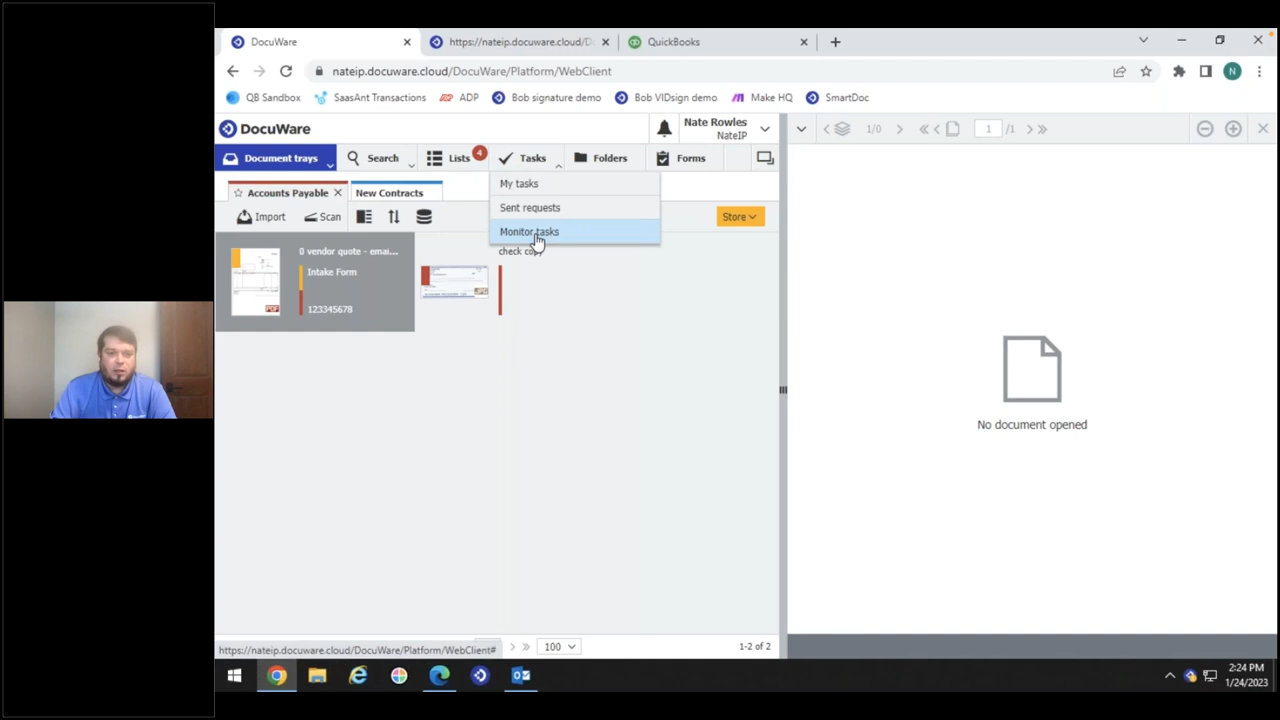 DocuWare
https://nateip.docuware.cloud/D
QuickBooks
nateip.docuware.cloud/DocuWare/Platform/WebClient
N
QB Sandbox
SaasAnt Transactions
ADP
Bob signature demo
Bob VIDsign demo
Make HQ
SmartDoc
DocuWare
Nate Rowles
NateIP
1/0
1
/1
Document trays
Search
Lists
4
Tasks
Folders
Forms
My tasks
Sent requests
Monitor tasks
Accounts Payable
New Contracts
Import
Scan
Store
0 vendor quote - emai...
Intake Form
123345678
PDF
check copy
No document opened
https://nateip.docuware.cloud/DocuWare/Platform/WebClient#
100
1-2 of 2
2:24 PM
1/24/2023